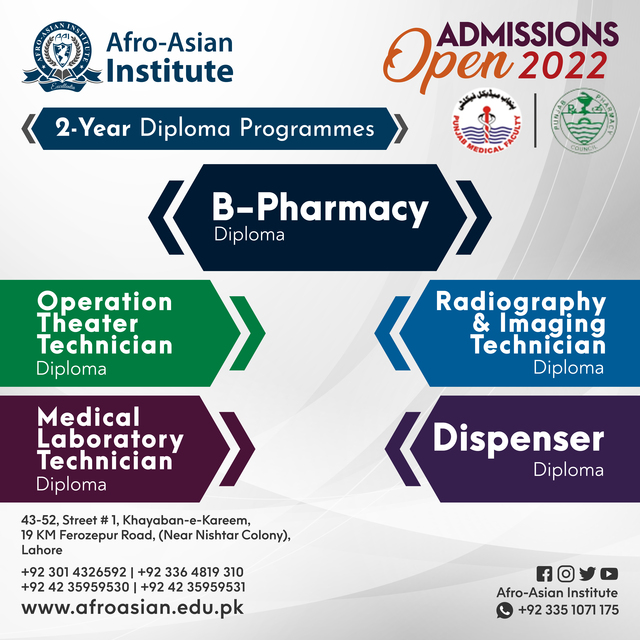 AFRO-ASIAN INSTITUTE
AAI
Excellentia
Afro-Asian
Institute
ADMISSIONS
Open 2022
2-Year Diploma Programmes
پنجاب میڈیکل فیکلٹی
PUNJAB MEDICAL FACULTY
PUNJAB PHARMACY
COUNCIL
B-Pharmacy
Diploma
Operation
Theater
Technician
Diploma
Radiography
& Imaging
Technician
Diploma
Medical
Laboratory
Technician
Diploma
Dispenser
Diploma
43-52, Street # 1, Khayaban-e-Kareem,
19 KM Ferozepur Road, (Near Nishtar Colony),
Lahore
+92 301 4326592 | +92 336 4819 310
+92 42 35959530 | +92 42 35959531
www.afroasian.edu.pk
Afro-Asian Institute
+92 335 1071 175